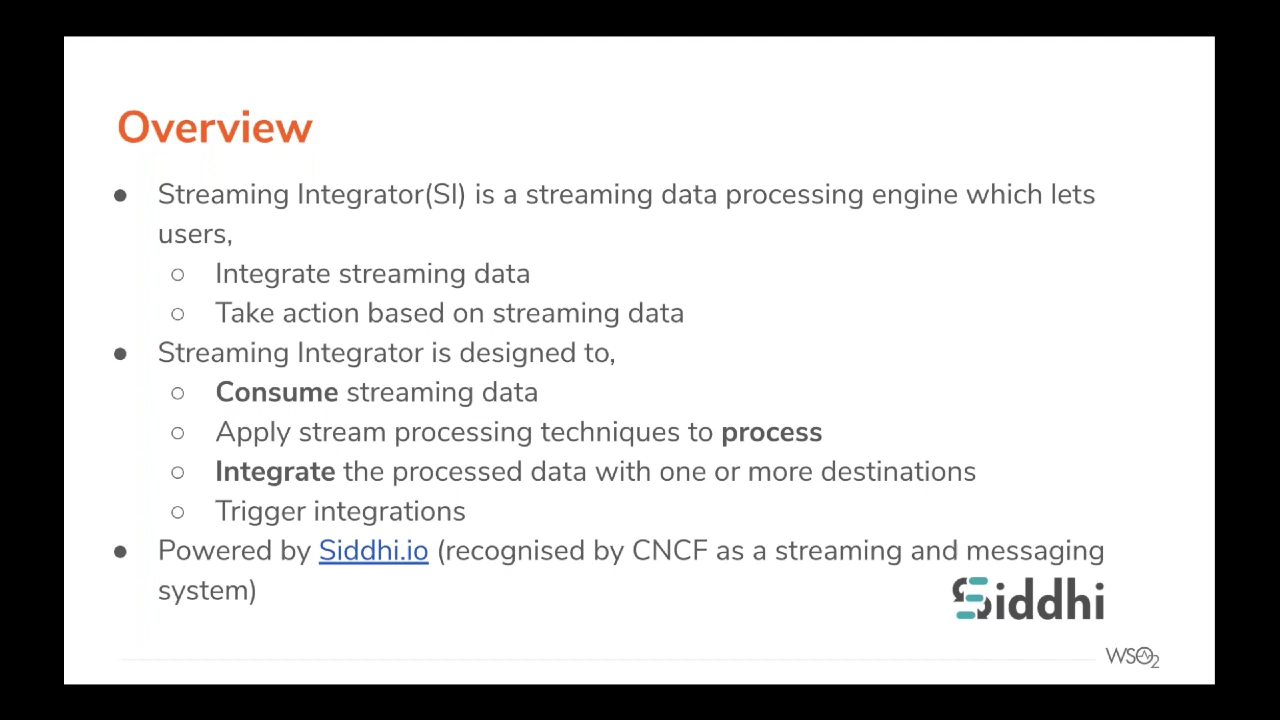 Overview
● Streaming Integrator(SI) is a streaming data processing engine which lets
users,
○ Integrate streaming data
○ Take action based on streaming data
● Streaming Integrator is designed to,
○ Consume streaming data
○ Apply stream processing techniques to process
○ Integrate the processed data with one or more destinations
○ Trigger integrations
● Powered by Siddhi.io (recognised by CNCF as a streaming and messaging
system)
Siddhi
WSO2